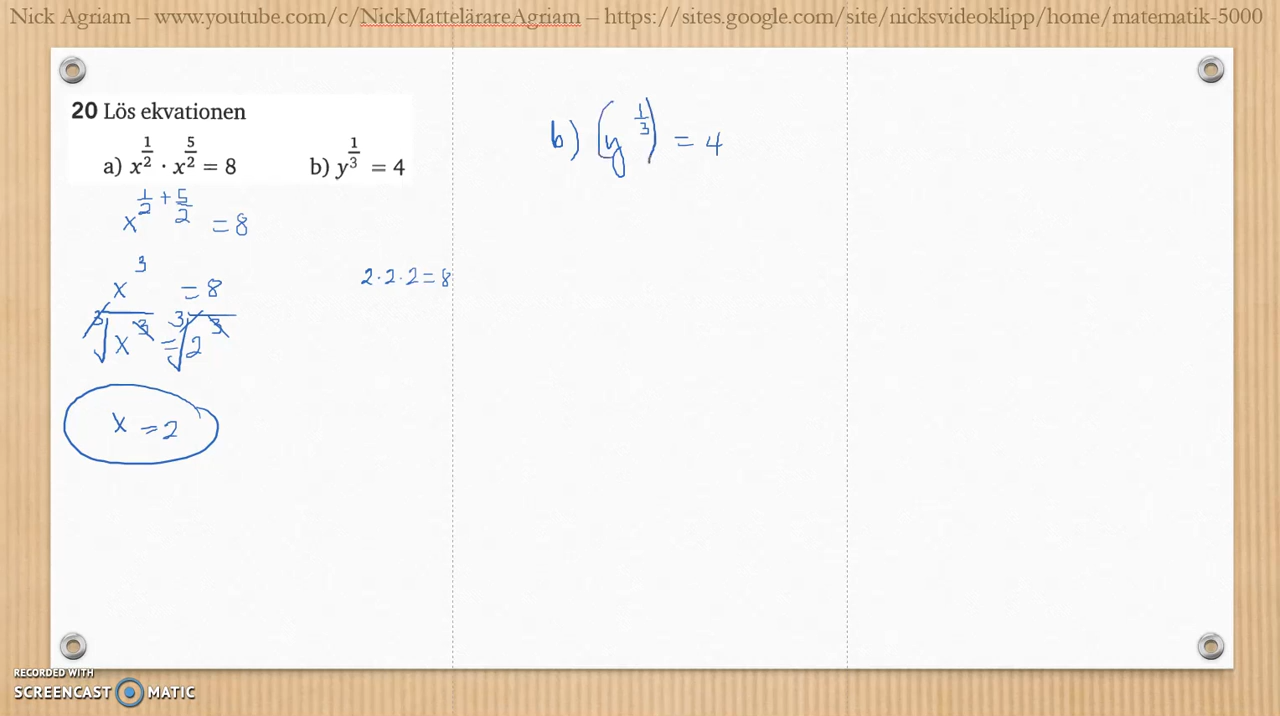 Nick Agriam – www.youtube.com/c/NickMattelärareAgriam – https://sites.google.com/site/nicksvideoklipp/home/matematik-5000
20 Lös ekvationen
a) x^{1/2} · x^{5/2} = 8
b) y^{1/3} = 4
x^{1/2 + 5/2} = 8
x^3 = 8
2 · 2 · 2 = 8
∛x^3 = ∛2^3
x = 2
b) (y^{1/3}) = 4
RECORDED WITH
SCREENCAST MATIC